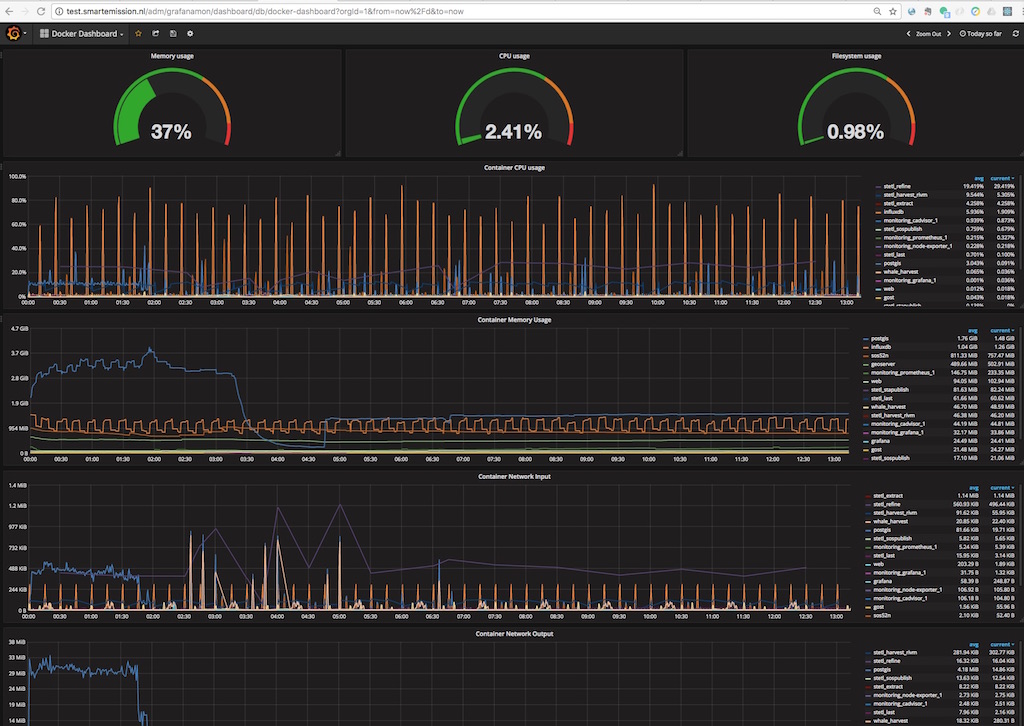 test.smartemission.nl/adm/grafanamon/dashboard/db/docker-dashboard?orgId=1&from=now%2Fd&to=now
Docker Dashboard
Zoom Out
Today so far
Memory usage
CPU usage
Filesystem usage
37%
2.41%
0.98%
Container CPU usage
100.0%
80.0%
60.0%
40.0%
20.0%
0%
00:00 00:30 01:00 01:30 02:00 02:30 03:00 03:30 04:00 04:30 05:00 05:30 06:00 06:30 07:00 07:30 08:00 08:30 09:00 09:30 10:00 10:30 11:00 11:30 12:00 12:30 13:00
avg current
stetl_refine 19.419% 29.419%
stetl_harvest_rivm 9.544% 5.305%
stetl_extract 4.258% 4.258%
influxdb 5.936% 1.909%
monitoring_cadvisor_1 0.939% 0.873%
stetl_sospublish 0.759% 0.679%
monitoring_prometheus_1 0.215% 0.327%
monitoring_node-exporter_1 0.228% 0.218%
stetl_last 0.701% 0.100%
postgis 3.043% 0.091%
whale_harvest 0.065% 0.036%
monitoring_grafana_1 0.001% 0.036%
web 0.012% 0.018%
gost 0.043% 0.018%
Container Memory Usage
4.7 GiB
3.7 GiB
2.8 GiB
1.9 GiB
954 MiB
0 B
00:00 00:30 01:00 01:30 02:00 02:30 03:00 03:30 04:00 04:30 05:00 05:30 06:00 06:30 07:00 07:30 08:00 08:30 09:00 09:30 10:00 10:30 11:00 11:30 12:00 12:30 13:00
avg current
postgis 1.76 GiB 1.48 GiB
influxdb 1.04 GiB 1.26 GiB
sos52n 811.33 MiB 757.47 MiB
geoserver 489.66 MiB 502.91 MiB
monitoring_prometheus_1 146.75 MiB 233.35 MiB
web 94.05 MiB 102.94 MiB
stetl_stapublish 81.63 MiB 82.24 MiB
stetl_last 61.66 MiB 60.62 MiB
whale_harvest 46.70 MiB 48.59 MiB
stetl_harvest_rivm 46.38 MiB 46.20 MiB
monitoring_cadvisor_1 44.19 MiB 44.81 MiB
monitoring_grafana_1 32.17 MiB 33.86 MiB
grafana 24.49 MiB 24.41 MiB
gost 21.48 MiB 24.27 MiB
stetl_sospublish 17.10 MiB 21.06 MiB
Container Network Input
1.4 MiB
1.2 MiB
977 KiB
732 KiB
488 KiB
244 KiB
0 B
00:00 00:30 01:00 01:30 02:00 02:30 03:00 03:30 04:00 04:30 05:00 05:30 06:00 06:30 07:00 07:30 08:00 08:30 09:00 09:30 10:00 10:30 11:00 11:30 12:00 12:30 13:00
avg current
stetl_extract 1.14 MiB 1.14 MiB
stetl_refine 560.93 KiB 496.44 KiB
stetl_harvest_rivm 91.62 KiB 55.95 KiB
whale_harvest 20.85 KiB 22.40 KiB
postgis 81.66 KiB 19.71 KiB
stetl_sospublish 5.82 KiB 5.65 KiB
monitoring_prometheus_1 5.24 KiB 5.39 KiB
stetl_last 15.95 KiB 3.14 KiB
web 203.29 B 1.89 KiB
monitoring_grafana_1 31.75 B 1.32 KiB
grafana 58.39 B 248.87 B
monitoring_node-exporter_1 106.92 B 105.80 B
monitoring_cadvisor_1 106.18 B 104.80 B
gost 1.56 KiB 55.96 B
sos52n 2.10 KiB 52.40 B
Container Network Output
38 MiB
33 MiB
29 MiB
24 MiB
19 MiB
14 MiB
avg current
stetl_harvest_rivm 281.94 KiB 302.77 KiB
stetl_refine 16.32 KiB 16.04 KiB
postgis 4.18 MiB 14.86 KiB
stetl_sospublish 13.63 KiB 12.54 KiB
stetl_extract 8.22 KiB 8.22 KiB
monitoring_node-exporter_1 2.73 KiB 2.75 KiB
monitoring_cadvisor_1 2.48 KiB 2.51 KiB
stetl_last 7.96 KiB 2.16 KiB
whale_harvest 18.32 KiB 280.31 B